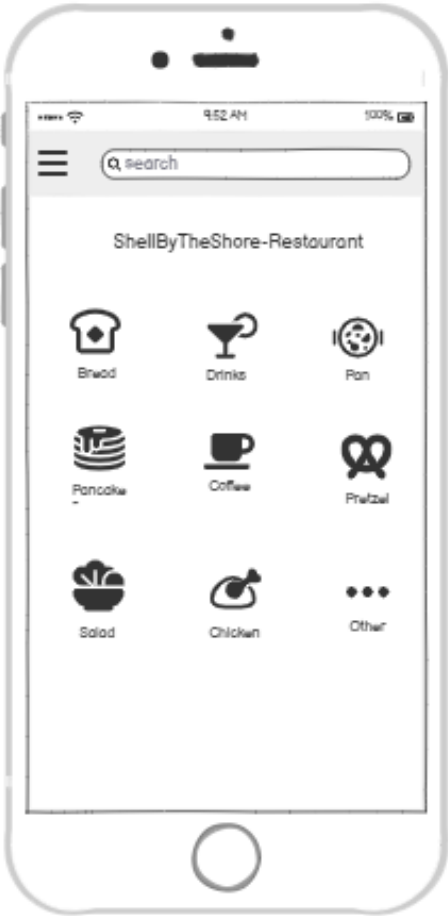 9:52 AM 100%
search
ShellByTheShore-Restaurant
Bread Drinks Pan
Pancake Coffee Pretzel
-
Salad Chicken Other